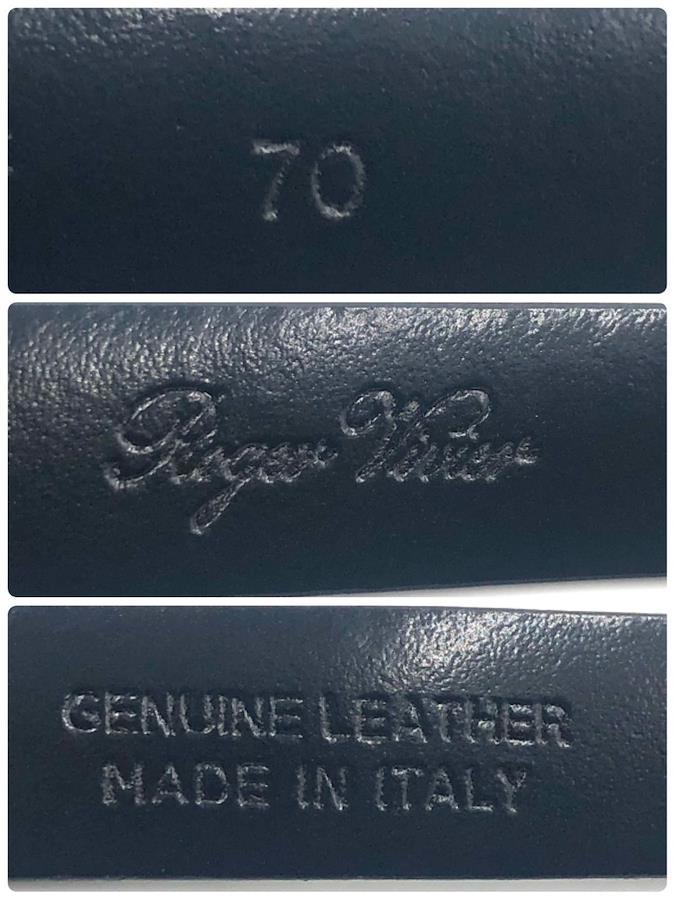 70
Roger Vivier
GENUINE LEATHER
MADE IN ITALY